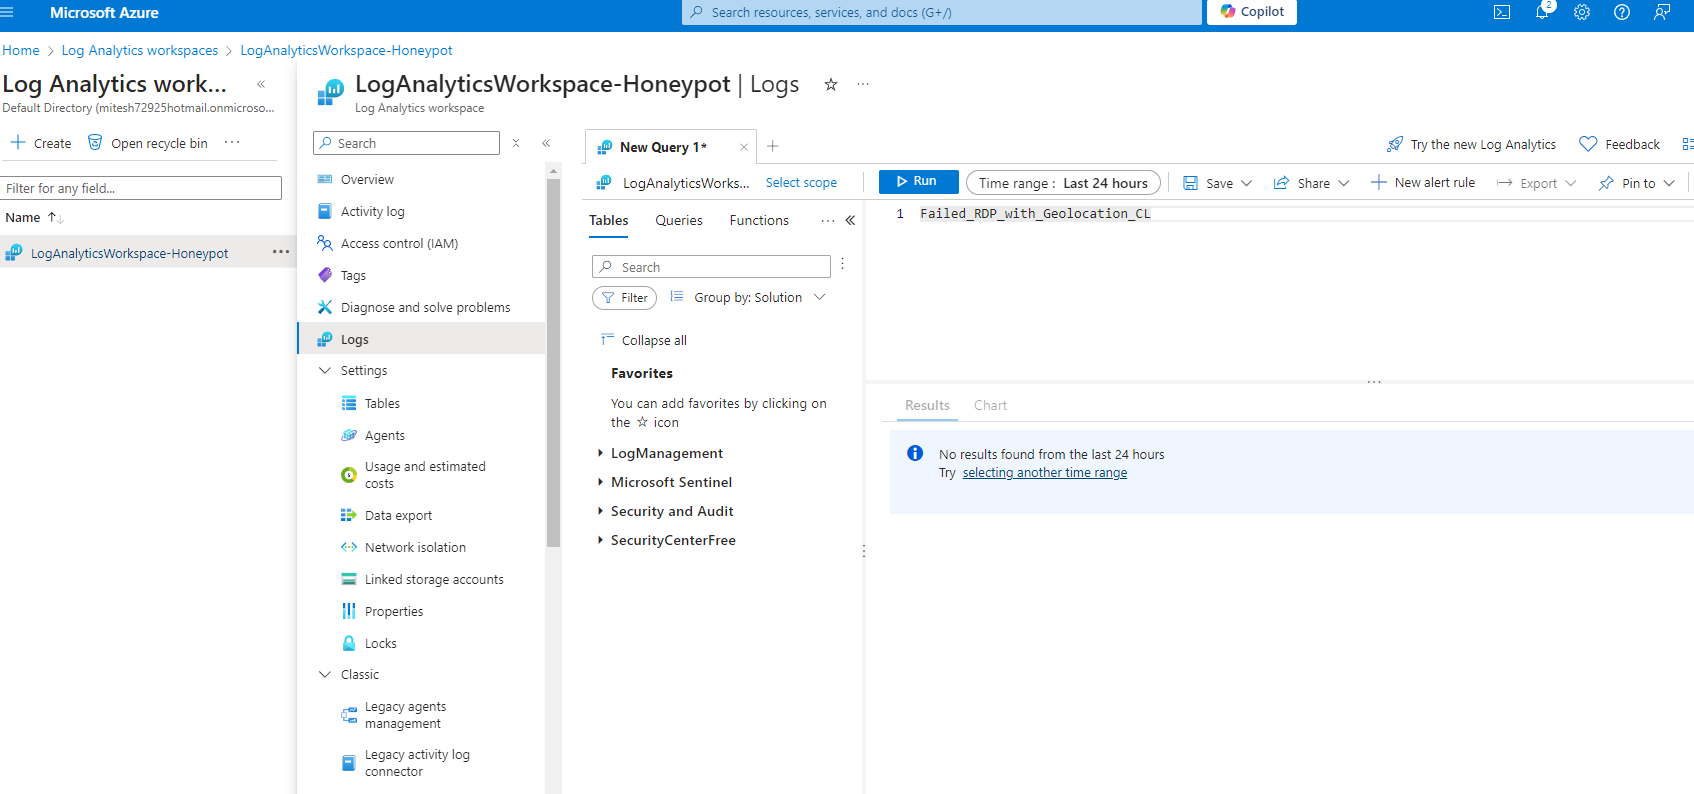 Microsoft Azure
Search resources, services, and docs (G+/)
Copilot
2
Home > Log Analytics workspaces > LogAnalyticsWorkspace-Honeypot
Log Analytics work... «
Default Directory (mitesh72925hotmail.onmicroso...
+ Create Open recycle bin ...
Filter for any field...
Name ↑↓
LogAnalyticsWorkspace-Honeypot ...
LogAnalyticsWorkspace-Honeypot | Logs ☆ ...
Log Analytics workspace
Search
«
Overview
Activity log
Access control (IAM)
Tags
Diagnose and solve problems
Logs
Settings
Tables
Agents
Usage and estimated
costs
Data export
Network isolation
Linked storage accounts
Properties
Locks
Classic
Legacy agents
management
Legacy activity log
connector
New Query 1* × +
Try the new Log Analytics Feedback
LogAnalyticsWorks... Select scope
Run Time range : Last 24 hours Save Share + New alert rule Export Pin to
Tables Queries Functions ... «
Search
Filter Group by: Solution
Collapse all
Favorites
You can add favorites by clicking on
the ☆ icon
LogManagement
Microsoft Sentinel
Security and Audit
SecurityCenterFree
1 Failed_RDP_with_Geolocation_CL
...
Results Chart
No results found from the last 24 hours
Try selecting another time range